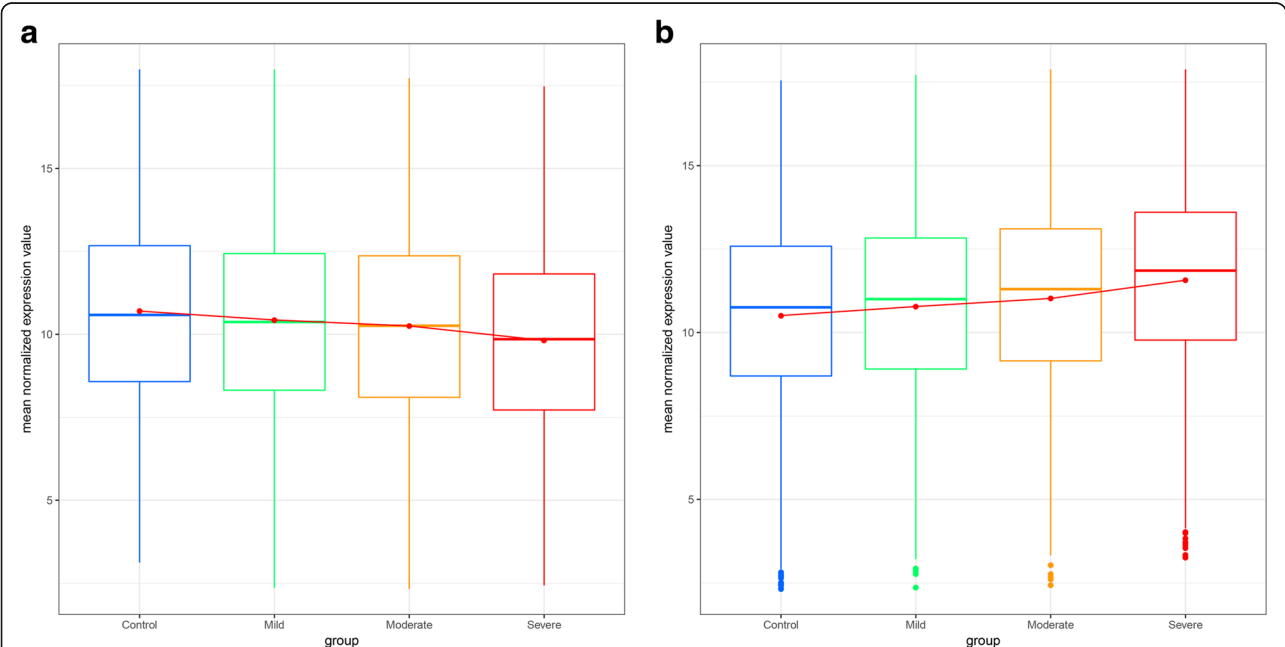 a
mean normalized expression value
15
10
5
Control Mild Moderate Severe
group
b
mean normalized expression value
15
10
5
Control Mild Moderate Severe
group